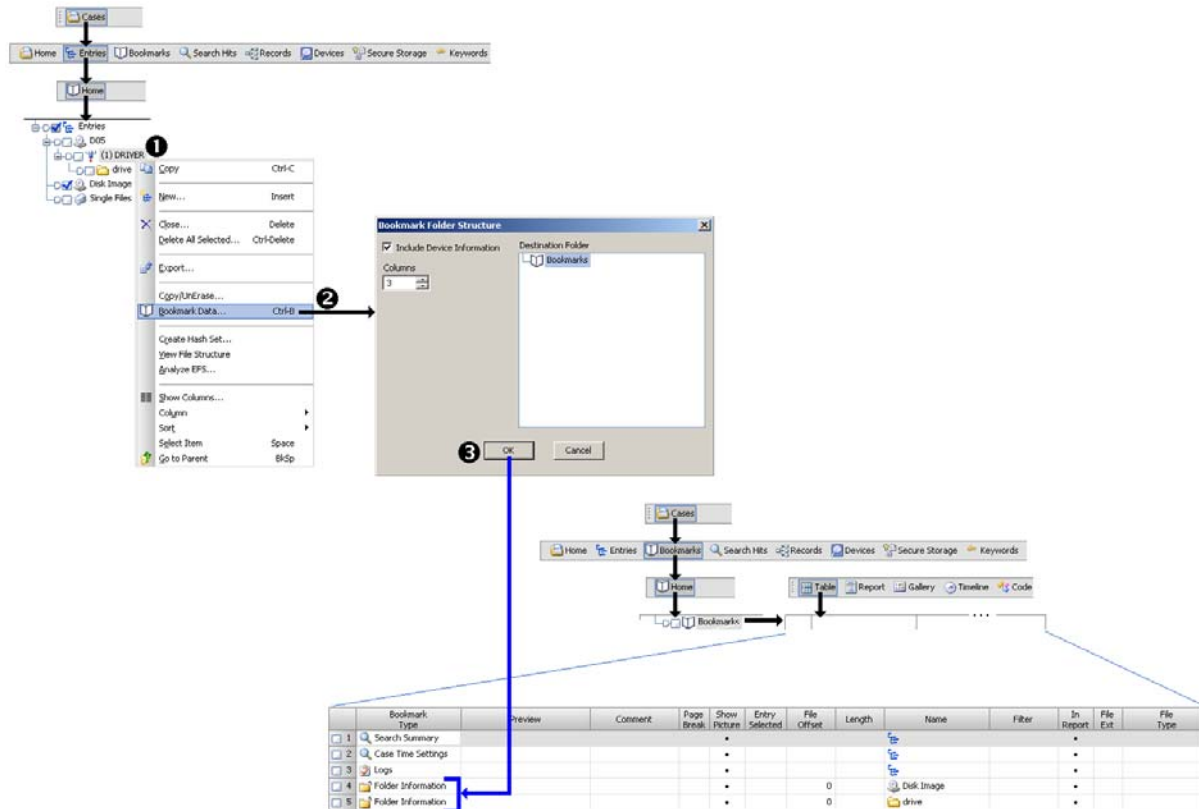 Cases
Home Entries Bookmarks Search Hits Records Devices Secure Storage Keywords
Home
Entries
D05
(1) DRIVER
drive
Disk Image
Single Files
1
Copy Ctrl-C
New... Insert
Close... Delete
Delete All Selected... Ctrl-Delete
Export...
Copy/UnErase...
Bookmark Data... Ctrl-B
Create Hash Set...
View File Structure
Analyze EFS...
Show Columns...
Column
Sort
Select Item Space
Go to Parent BkSp
2
Bookmark Folder Structure
Include Device Information
Columns
3
Destination Folder
Bookmarks
3
OK Cancel
Cases
Home Entries Bookmarks Search Hits Records Devices Secure Storage Keywords
Home
Table Report Gallery Timeline Code
Bookmarks
...
Bookmark Type Preview Comment Page Break Show Picture Entry Selected File Offset Length Name Filter In Report File Ext File Type
1 Search Summary • •
2 Case Time Settings • •
3 Logs • •
4 Folder Information • 0 Disk Image •
5 Folder Information • 0 drive •